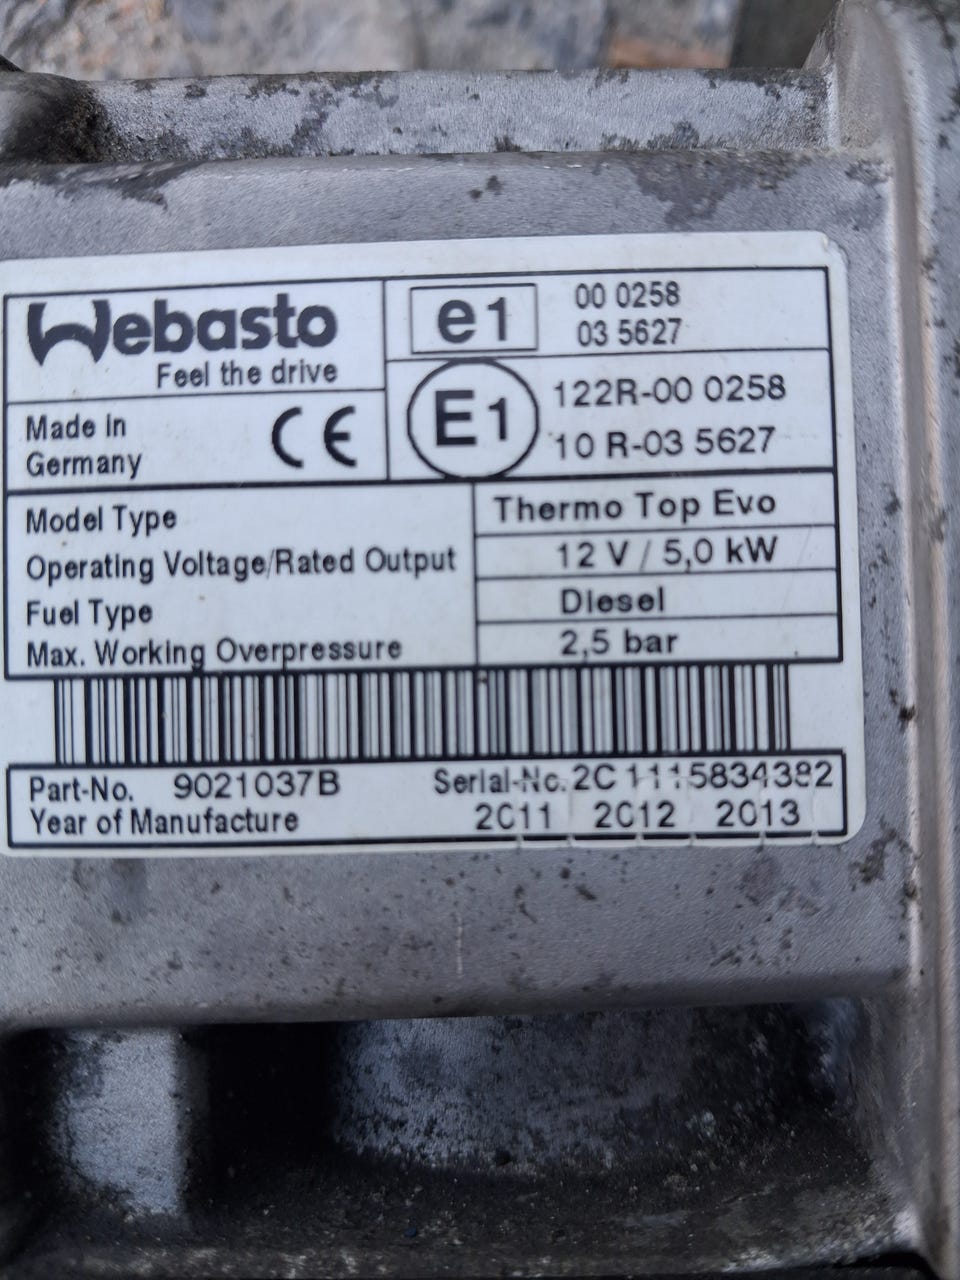 Webasto
Feel the drive
e1
00 0258
03 5627
Made in
Germany
CE
E1
122R-00 0258
10 R-03 5627
Model Type
Thermo Top Evo
Operating Voltage/Rated Output
12 V / 5,0 kW
Fuel Type
Diesel
Max. Working Overpressure
2,5 bar
Part-No. 9021037B Serial-No. 2C 1115834382
Year of Manufacture 2011 2012 2013